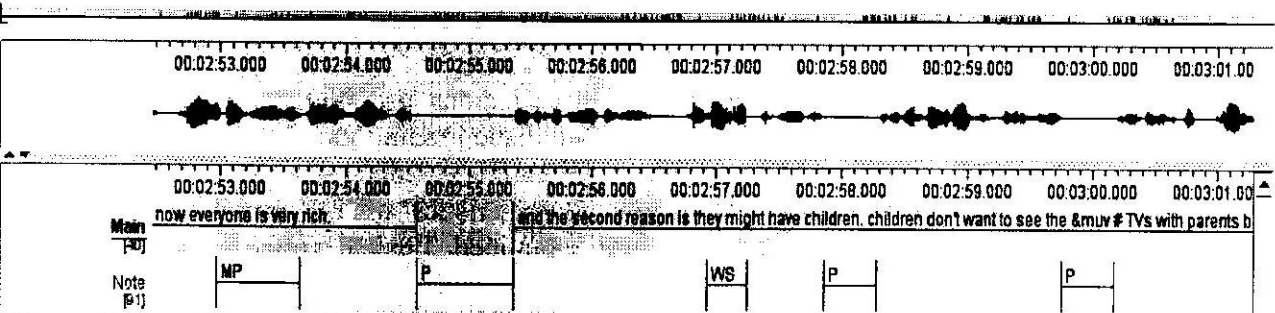 00:02:53.000 00:02:54.000 00:02:55.000 00:02:56.000 00:02:57.000 00:02:58.000 00:02:59.000 00:03:00.000 00:03:01.00
00:02:53.000 00:02:54.000 00:02:55.000 00:02:56.000 00:02:57.000 00:02:58.000 00:02:59.000 00:03:00.000 00:03:01.00
Main now everyone is very rich. and the second reason is they might have children. children don't want to see the &muv # TVs with parents b
[40]
Note MP P WS P P
[91]